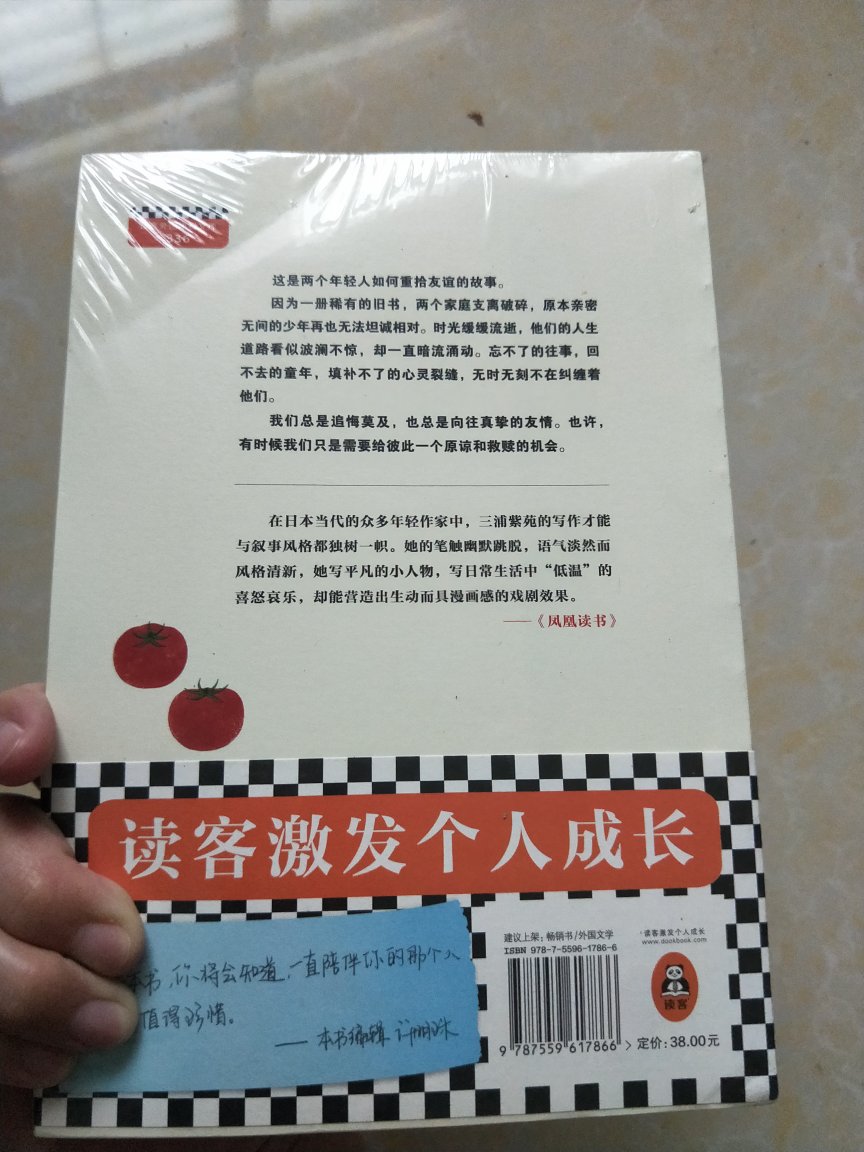 这是两个年轻人如何重拾友谊的故事。
因为一册稀有的旧书，两个家庭支离破碎，原本亲密
无间的少年再也无法坦诚相对。时光缓缓流逝，他们的人生
道路看似波澜不惊，却一直暗流涌动。忘不了的往事，回
不去的童年，填补不了的心灵裂缝，无时无刻不在纠缠着
他们。
我们总是追悔莫及，也总是向往真挚的友情。也许，
有时候我们只是需要给彼此一个原谅和救赎的机会。
在日本当代的众多年轻作家中，三浦紫苑的写作才能
与叙事风格都独树一帜。她的笔触幽默跳脱，语气淡然而
风格清新，她写平凡的小人物，写日常生活中“低温”的
喜怒哀乐，却能营造出生动而具漫画感的戏剧效果。
——《凤凰读书》
读客激发个人成长
本书，你将会知道，一直陪伴你的那个人
值得珍惜。
——本书编辑 许明珠
建议上架：畅销书/外国文学
ISBN 978-7-5596-1786-6
9 787559 617866 >
读客激发个人成长
www.dookbook.com
读客
定价：38.00元